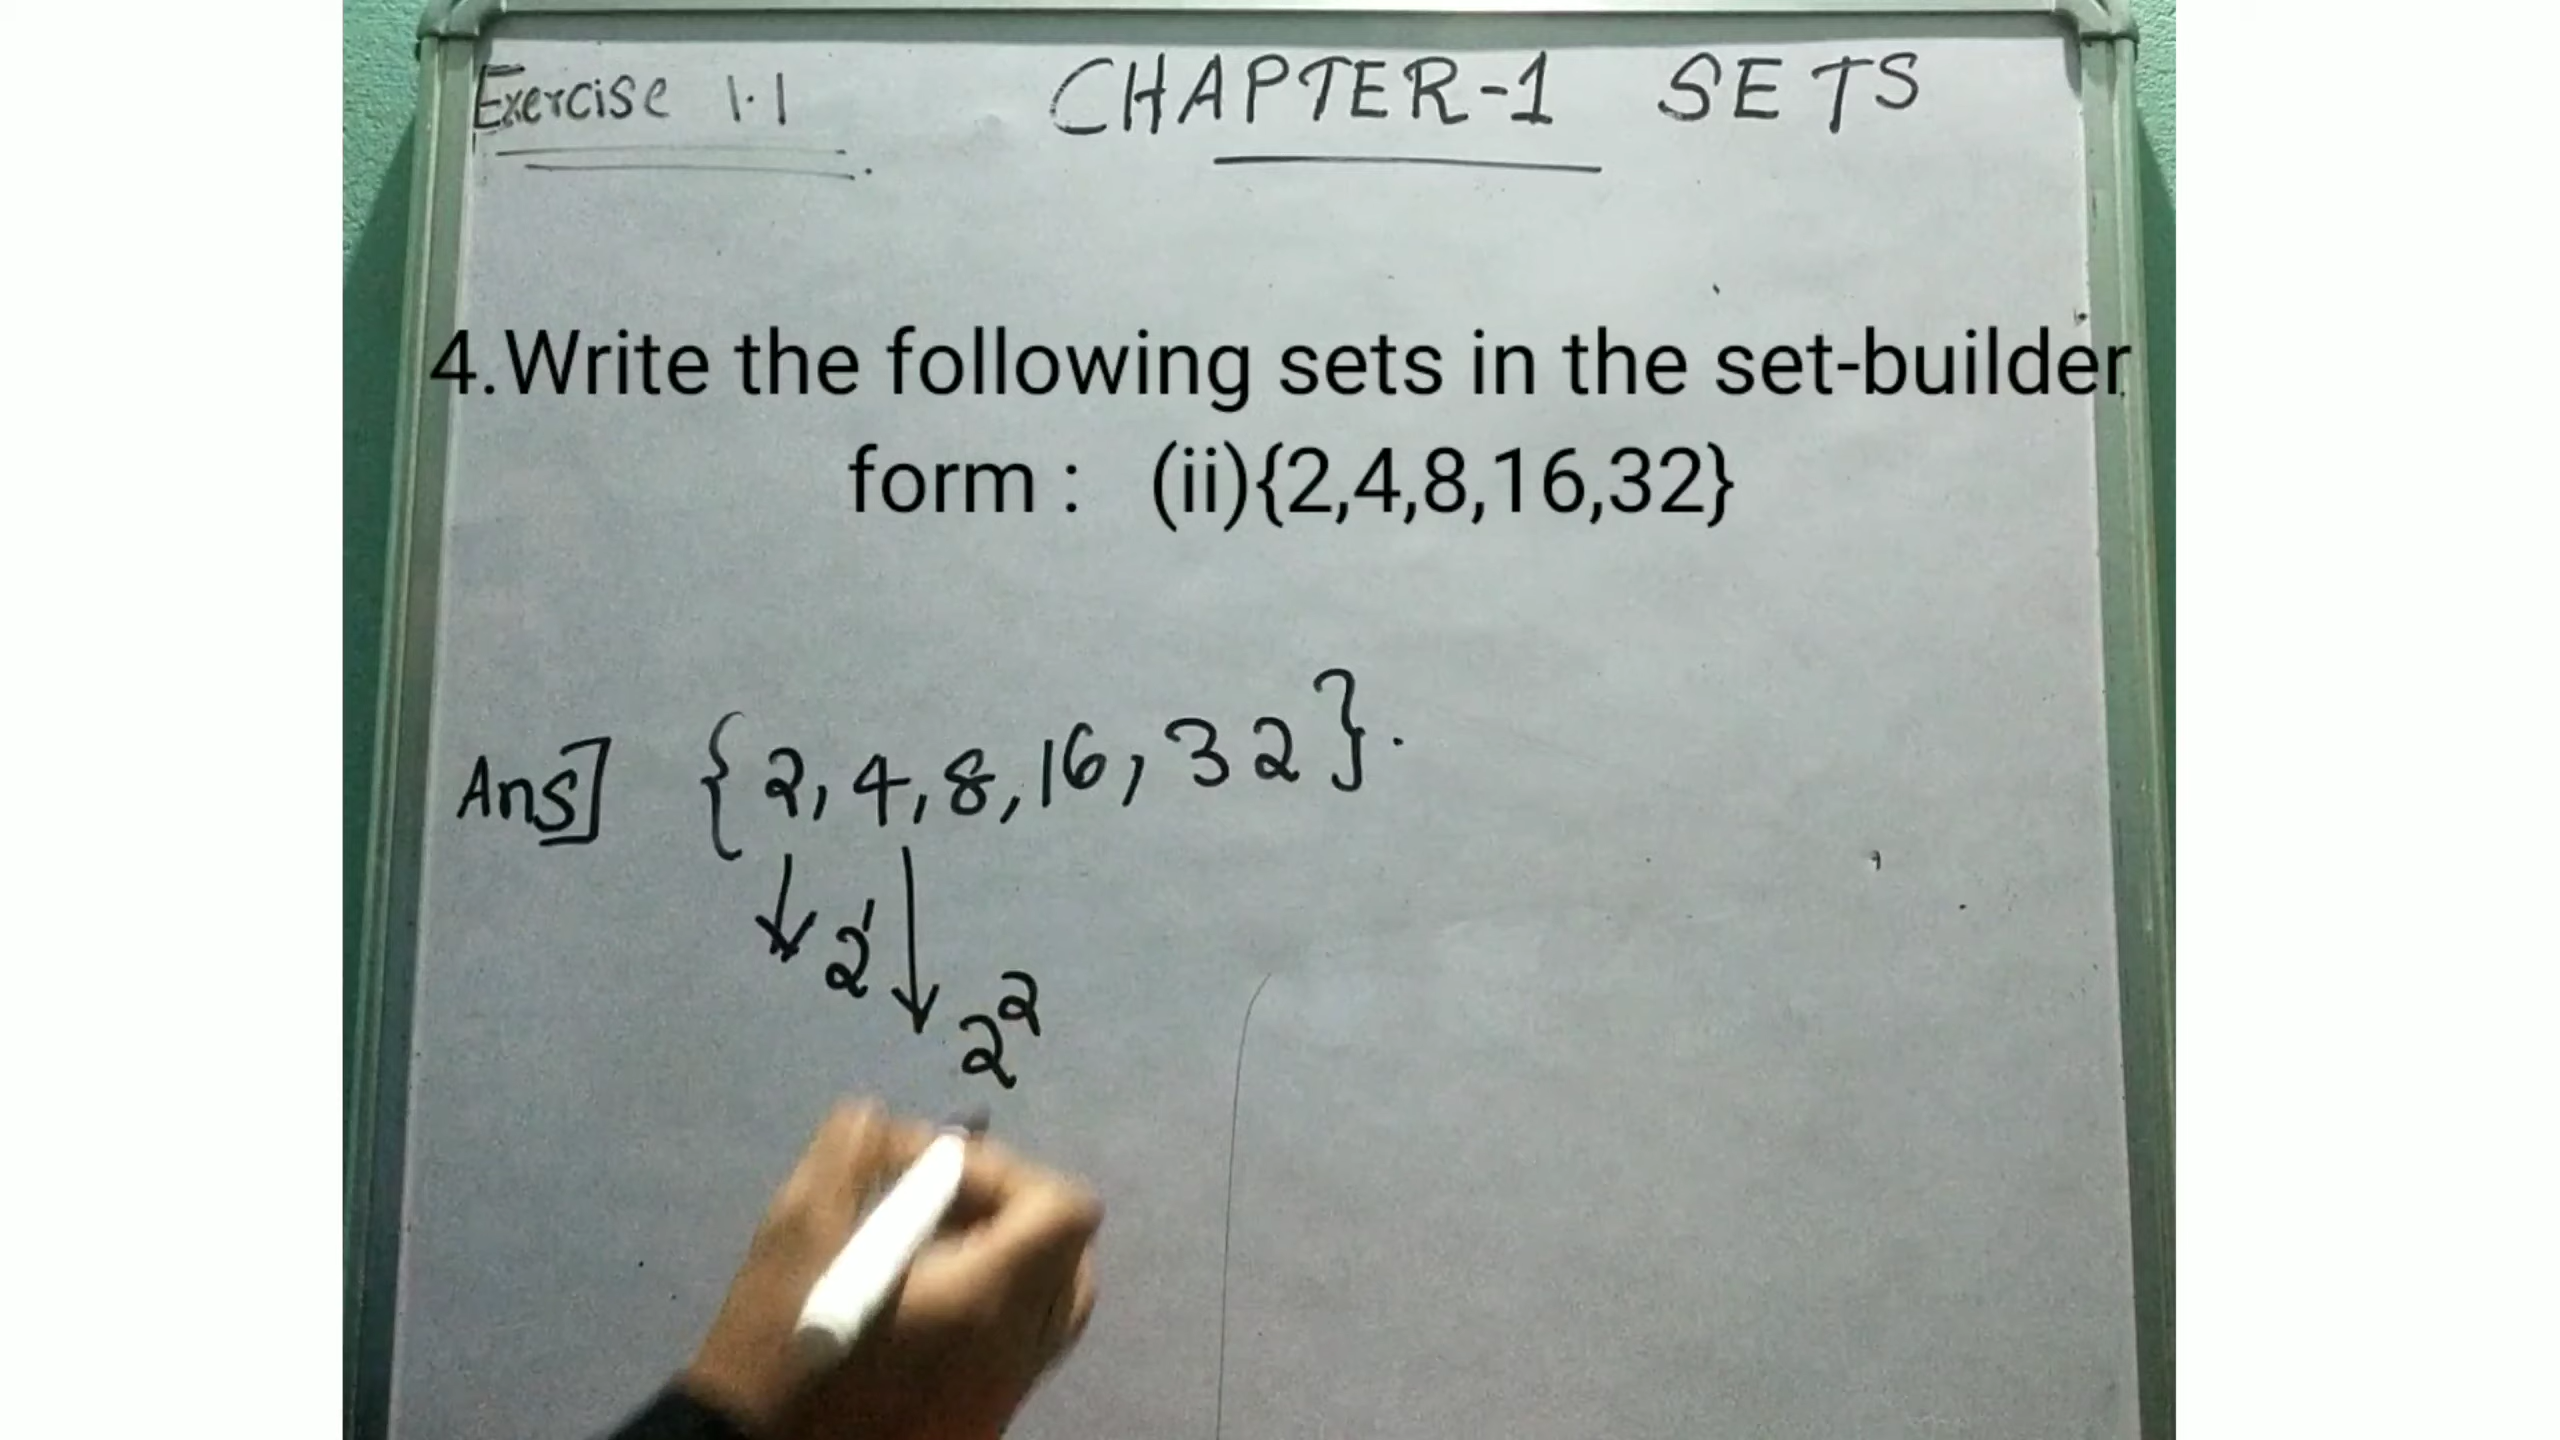 Exercise 1.1 CHAPTER-1 SETS
4.Write the following sets in the set-builder
form : (ii){2,4,8,16,32}
Ans] {2,4,8,16,32}.
2¹
2²